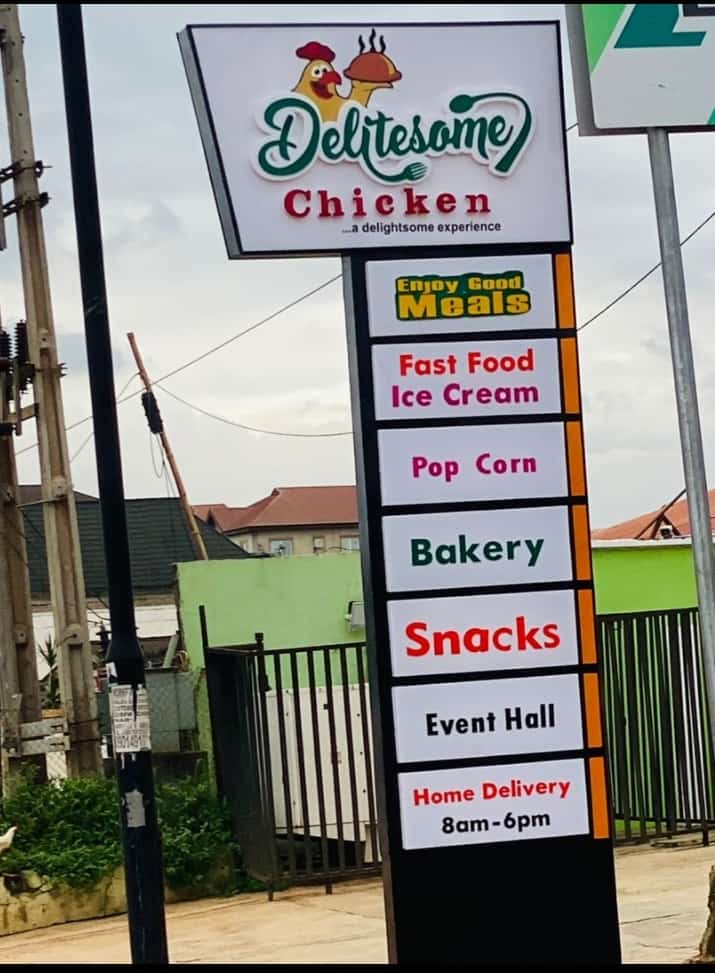 Delitesome
Chicken
...a delightsome experience
Enjoy Good
Meals
Fast Food
Ice Cream
Pop Corn
Bakery
Snacks
Event Hall
Home Delivery
8am-6pm